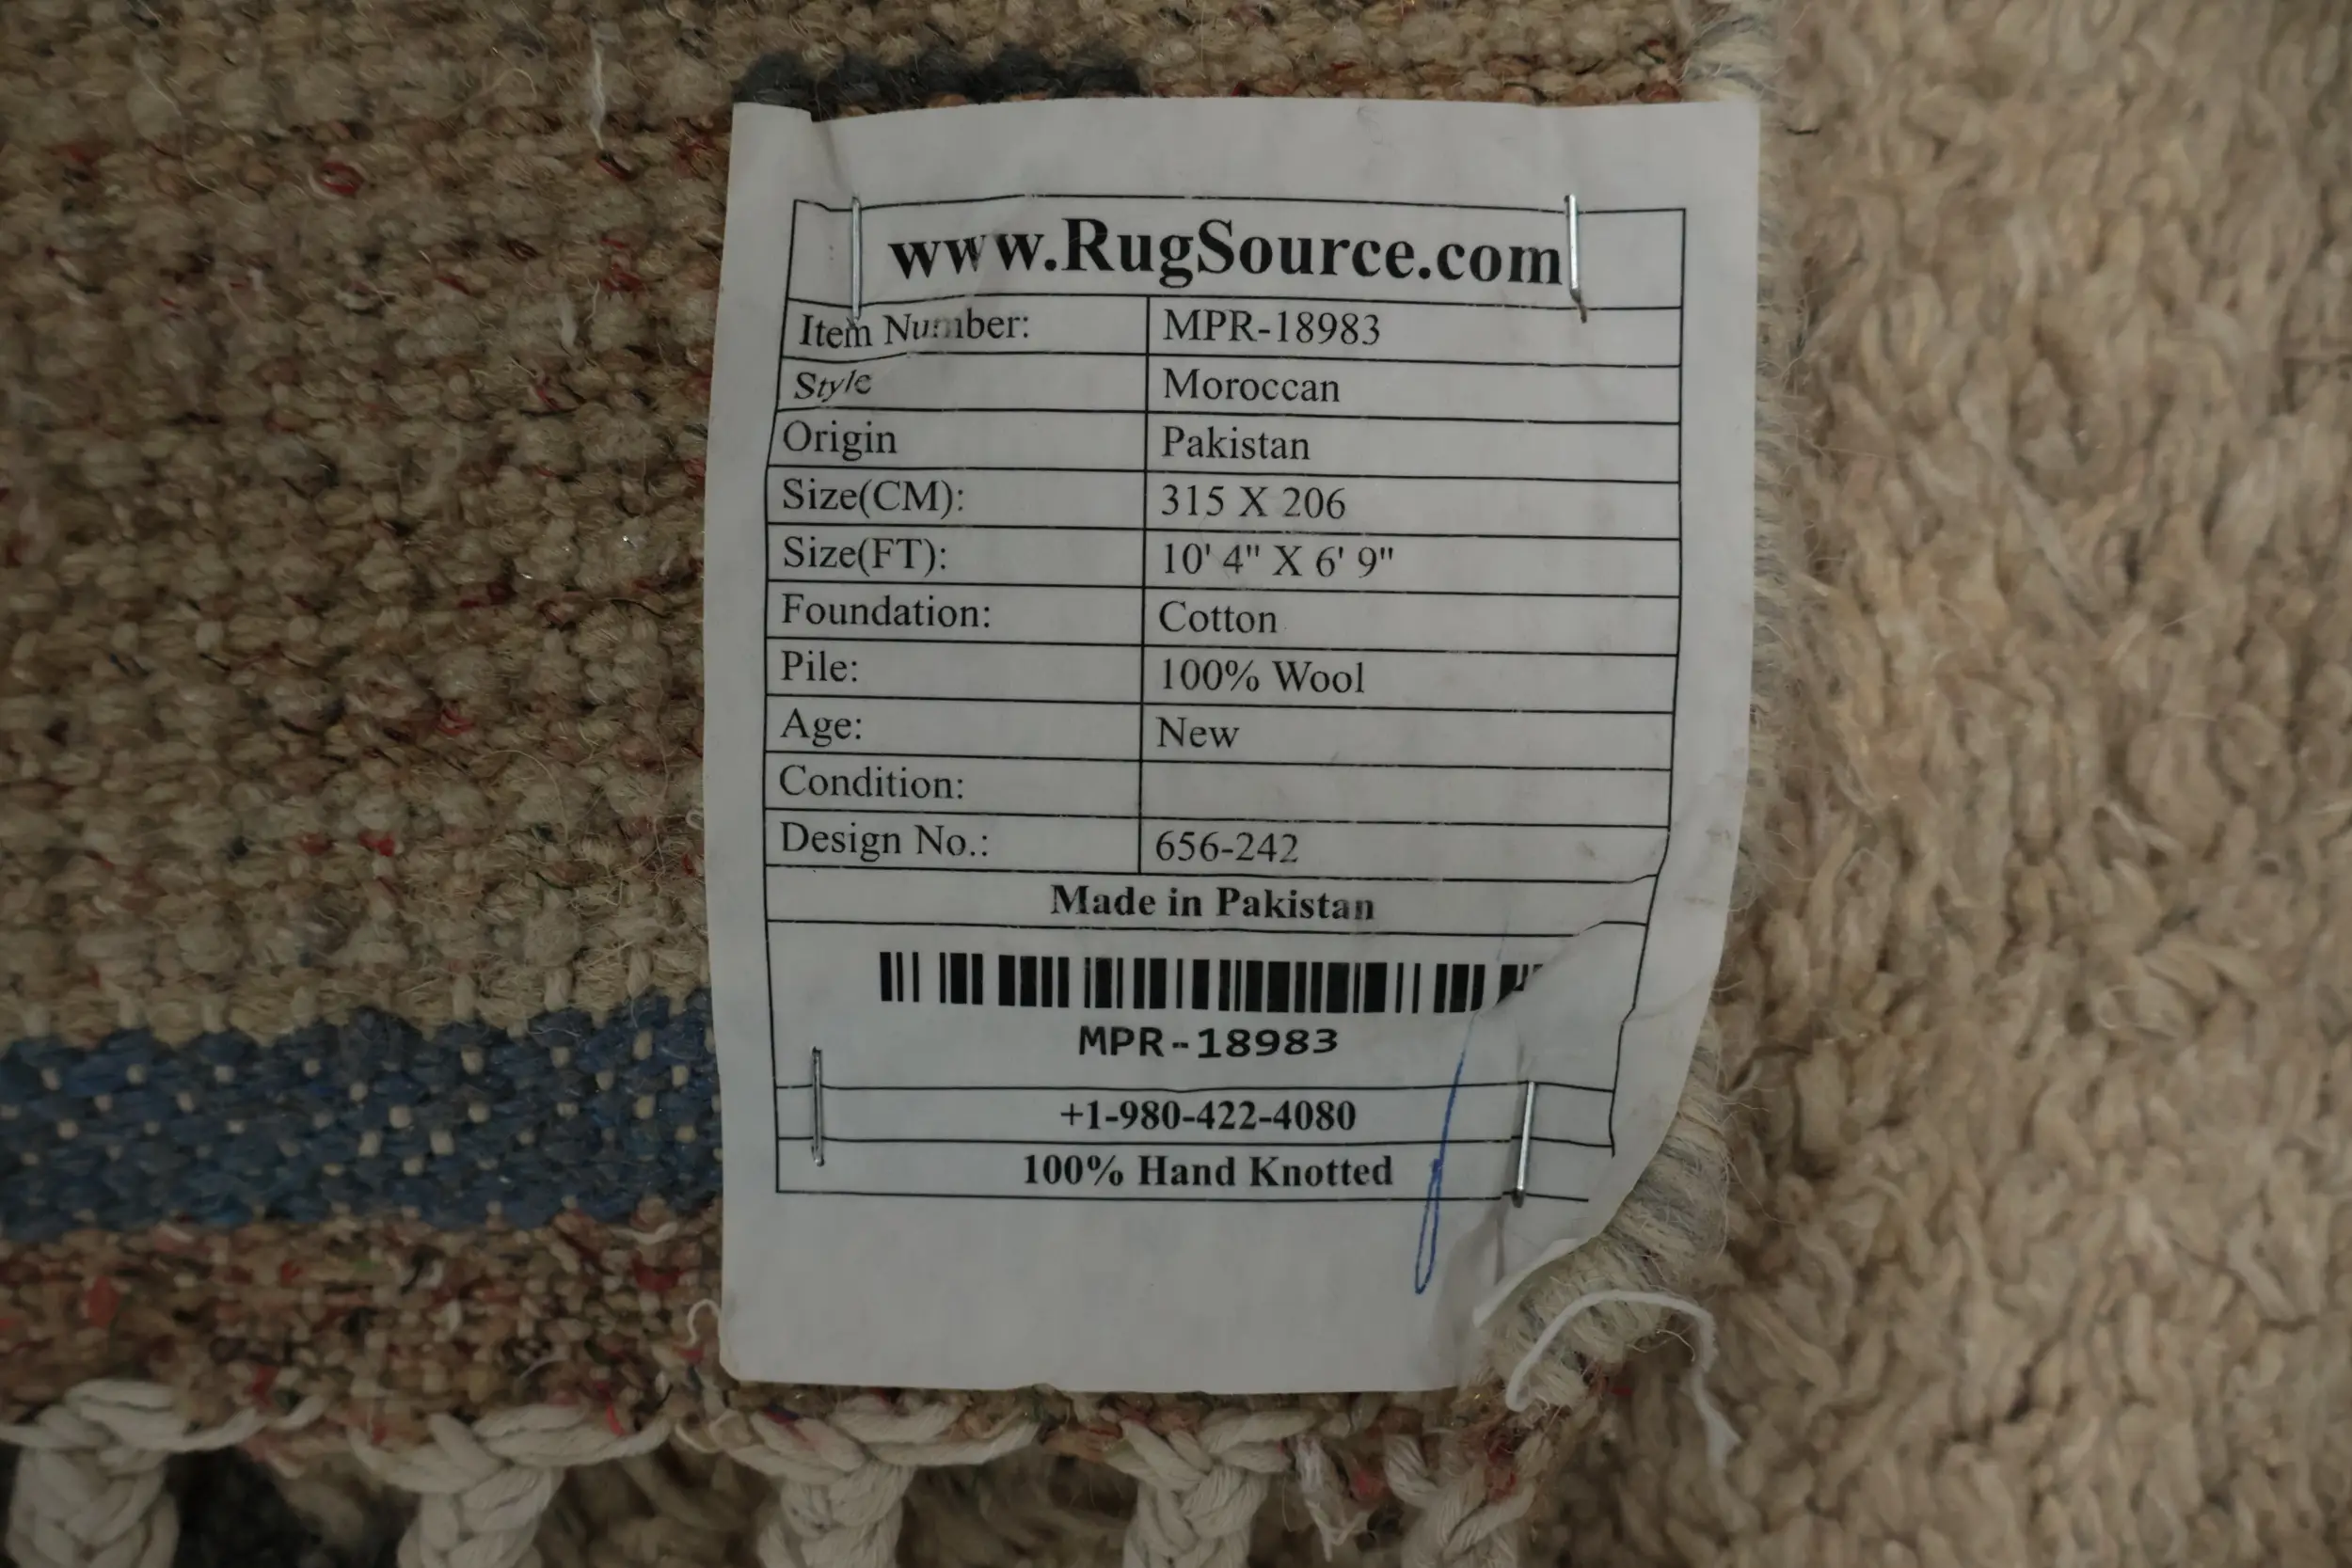 www.RugSource.com
Item Number: MPR-18983
Style Moroccan
Origin Pakistan
Size(CM): 315 X 206
Size(FT): 10' 4" X 6' 9"
Foundation: Cotton
Pile: 100% Wool
Age: New
Condition:
Design No.: 656-242
Made in Pakistan
MPR-18983
+1-980-422-4080
100% Hand Knotted